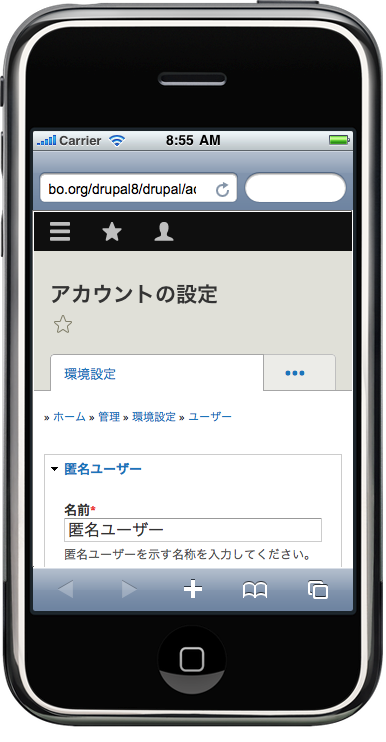 Carrier 8:55 AM
bo.org/drupal8/drupal/ac
アカウントの設定
環境設定
» ホーム » 管理 » 環境設定 » ユーザー
匿名ユーザー
名前*
匿名ユーザー
匿名ユーザーを示す名称を入力してください。